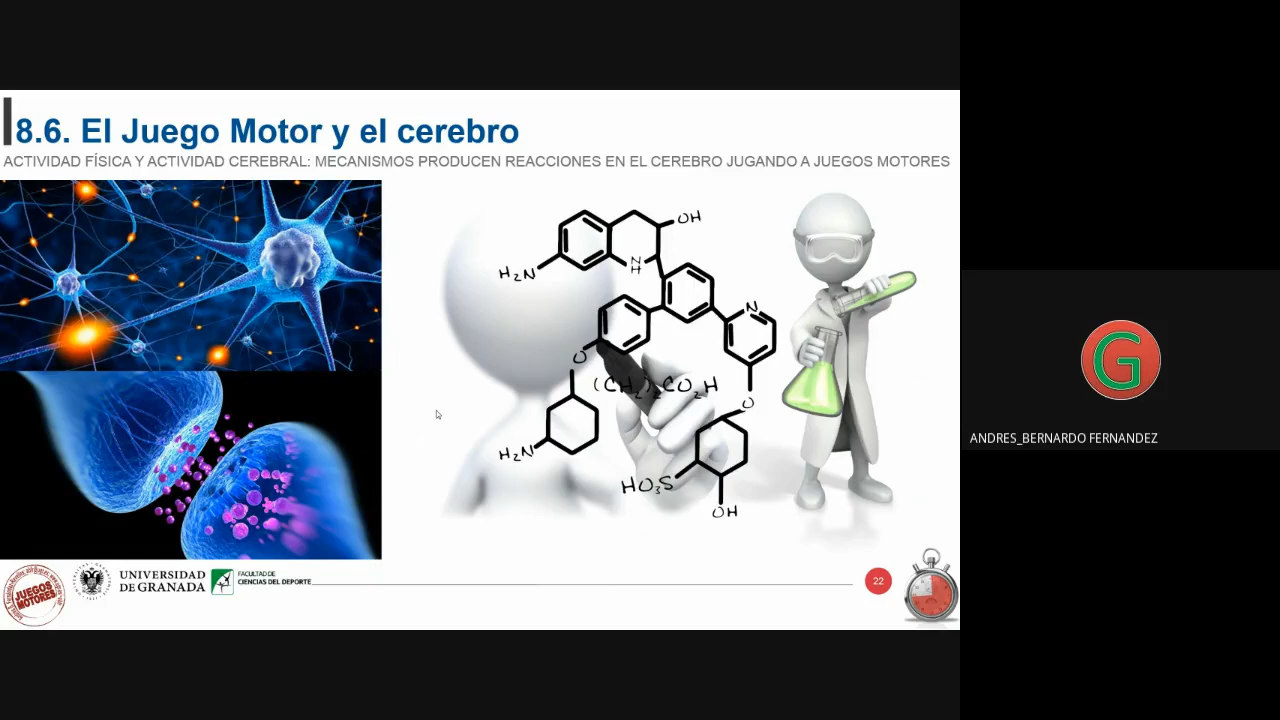 8.6. El Juego Motor y el cerebro
ACTIVIDAD FÍSICA Y ACTIVIDAD CEREBRAL: MECANISMOS PRODUCEN REACCIONES EN EL CEREBRO JUGANDO A JUEGOS MOTORES
OH
H₂N
N
H
N
O
(CH₂)₂CO₂H
O
H₂N
HO₃S
OH
G
ANDRES_BERNARDO FERNANDEZ
JUEGOS
MOTORES
UNIVERSIDAD
DE GRANADA
FACULTAD DE
CIENCIAS DEL DEPORTE
22